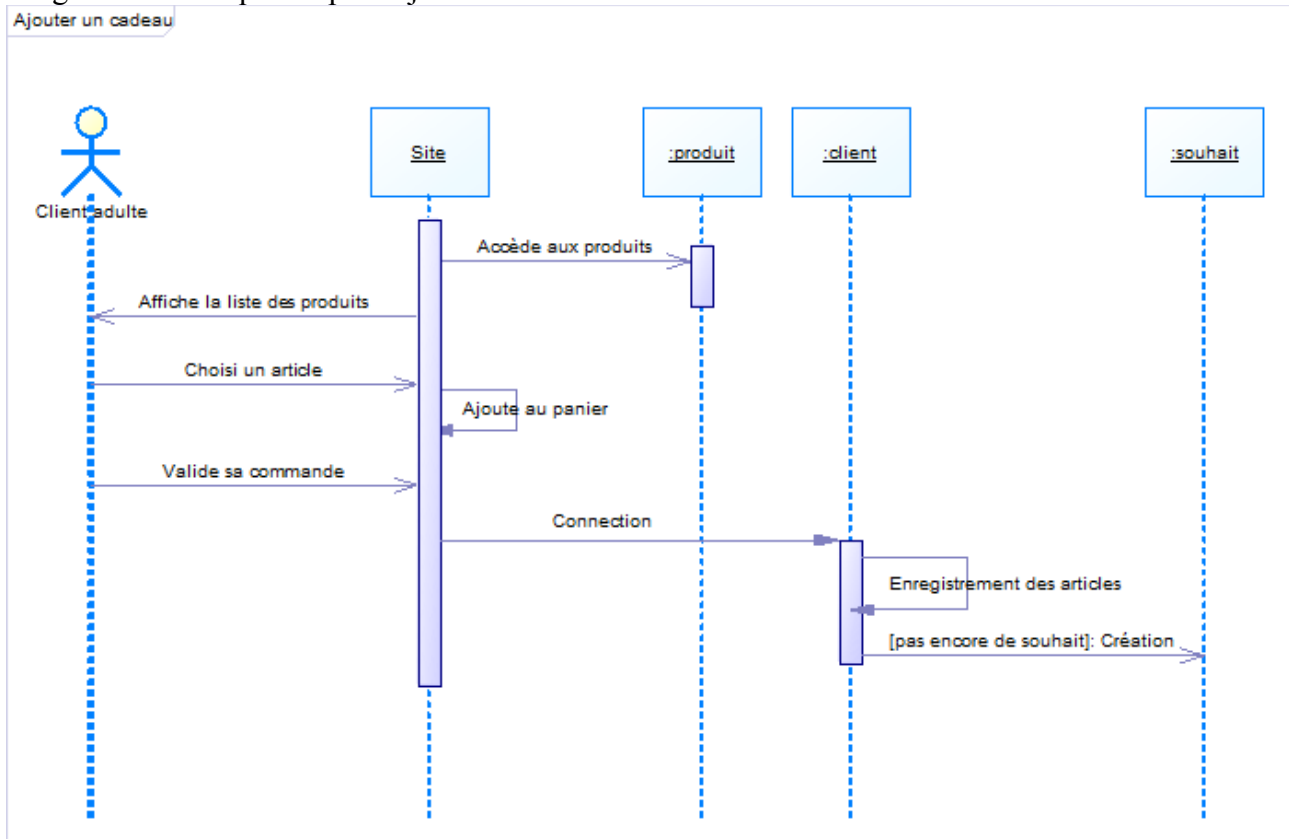 Ajouter un cadeau
Site
:produit
:client
:souhait
Client adulte
Accède aux produits
Affiche la liste des produits
Choisi un article
Ajoute au panier
Valide sa commande
Connection
Enregistrement des articles
[pas encore de souhait]: Création